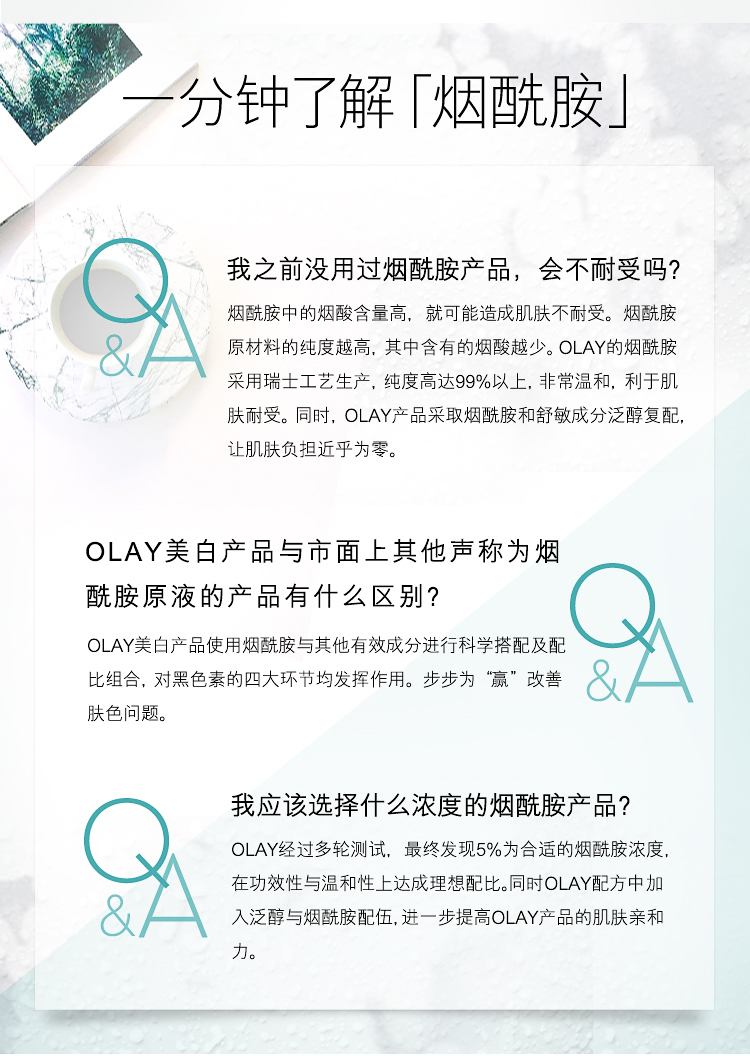 一分钟了解「烟酰胺」
Q&A
我之前没用过烟酰胺产品，会不耐受吗?
烟酰胺中的烟酸含量高，就可能造成肌肤不耐受。烟酰胺
原材料的纯度越高,其中含有的烟酸越少。OLAY的烟酰胺
采用瑞士工艺生产,纯度高达99%以上,非常温和，利于肌
肤耐受。同时，OLAY产品采取烟酰胺和舒敏成分泛醇复配,
让肌肤负担近乎为零。
OLAY美白产品与市面上其他声称为烟
酰胺原液的产品有什么区别?
Q&A
OLAY美白产品使用烟酰胺与其他有效成分进行科学搭配及配
比组合，对黑色素的四大环节均发挥作用。步步为“赢”改善
肤色问题。
Q&A
我应该选择什么浓度的烟酰胺产品?
OLAY经过多轮测试，最终发现5%为合适的烟酰胺浓度,
在功效性与温和性上达成理想配比。同时OLAY配方中加
入泛醇与烟酰胺配伍,进一步提高OLAY产品的肌肤亲和
力。